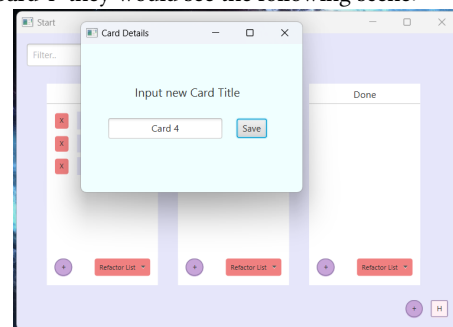 Card 4 they would see the following scene.
Start
Card Details
Filter..
Input new Card Title
Card 4
Save
Done
X
X
X
+ Refactor List + Refactor List + Refactor List
+ H